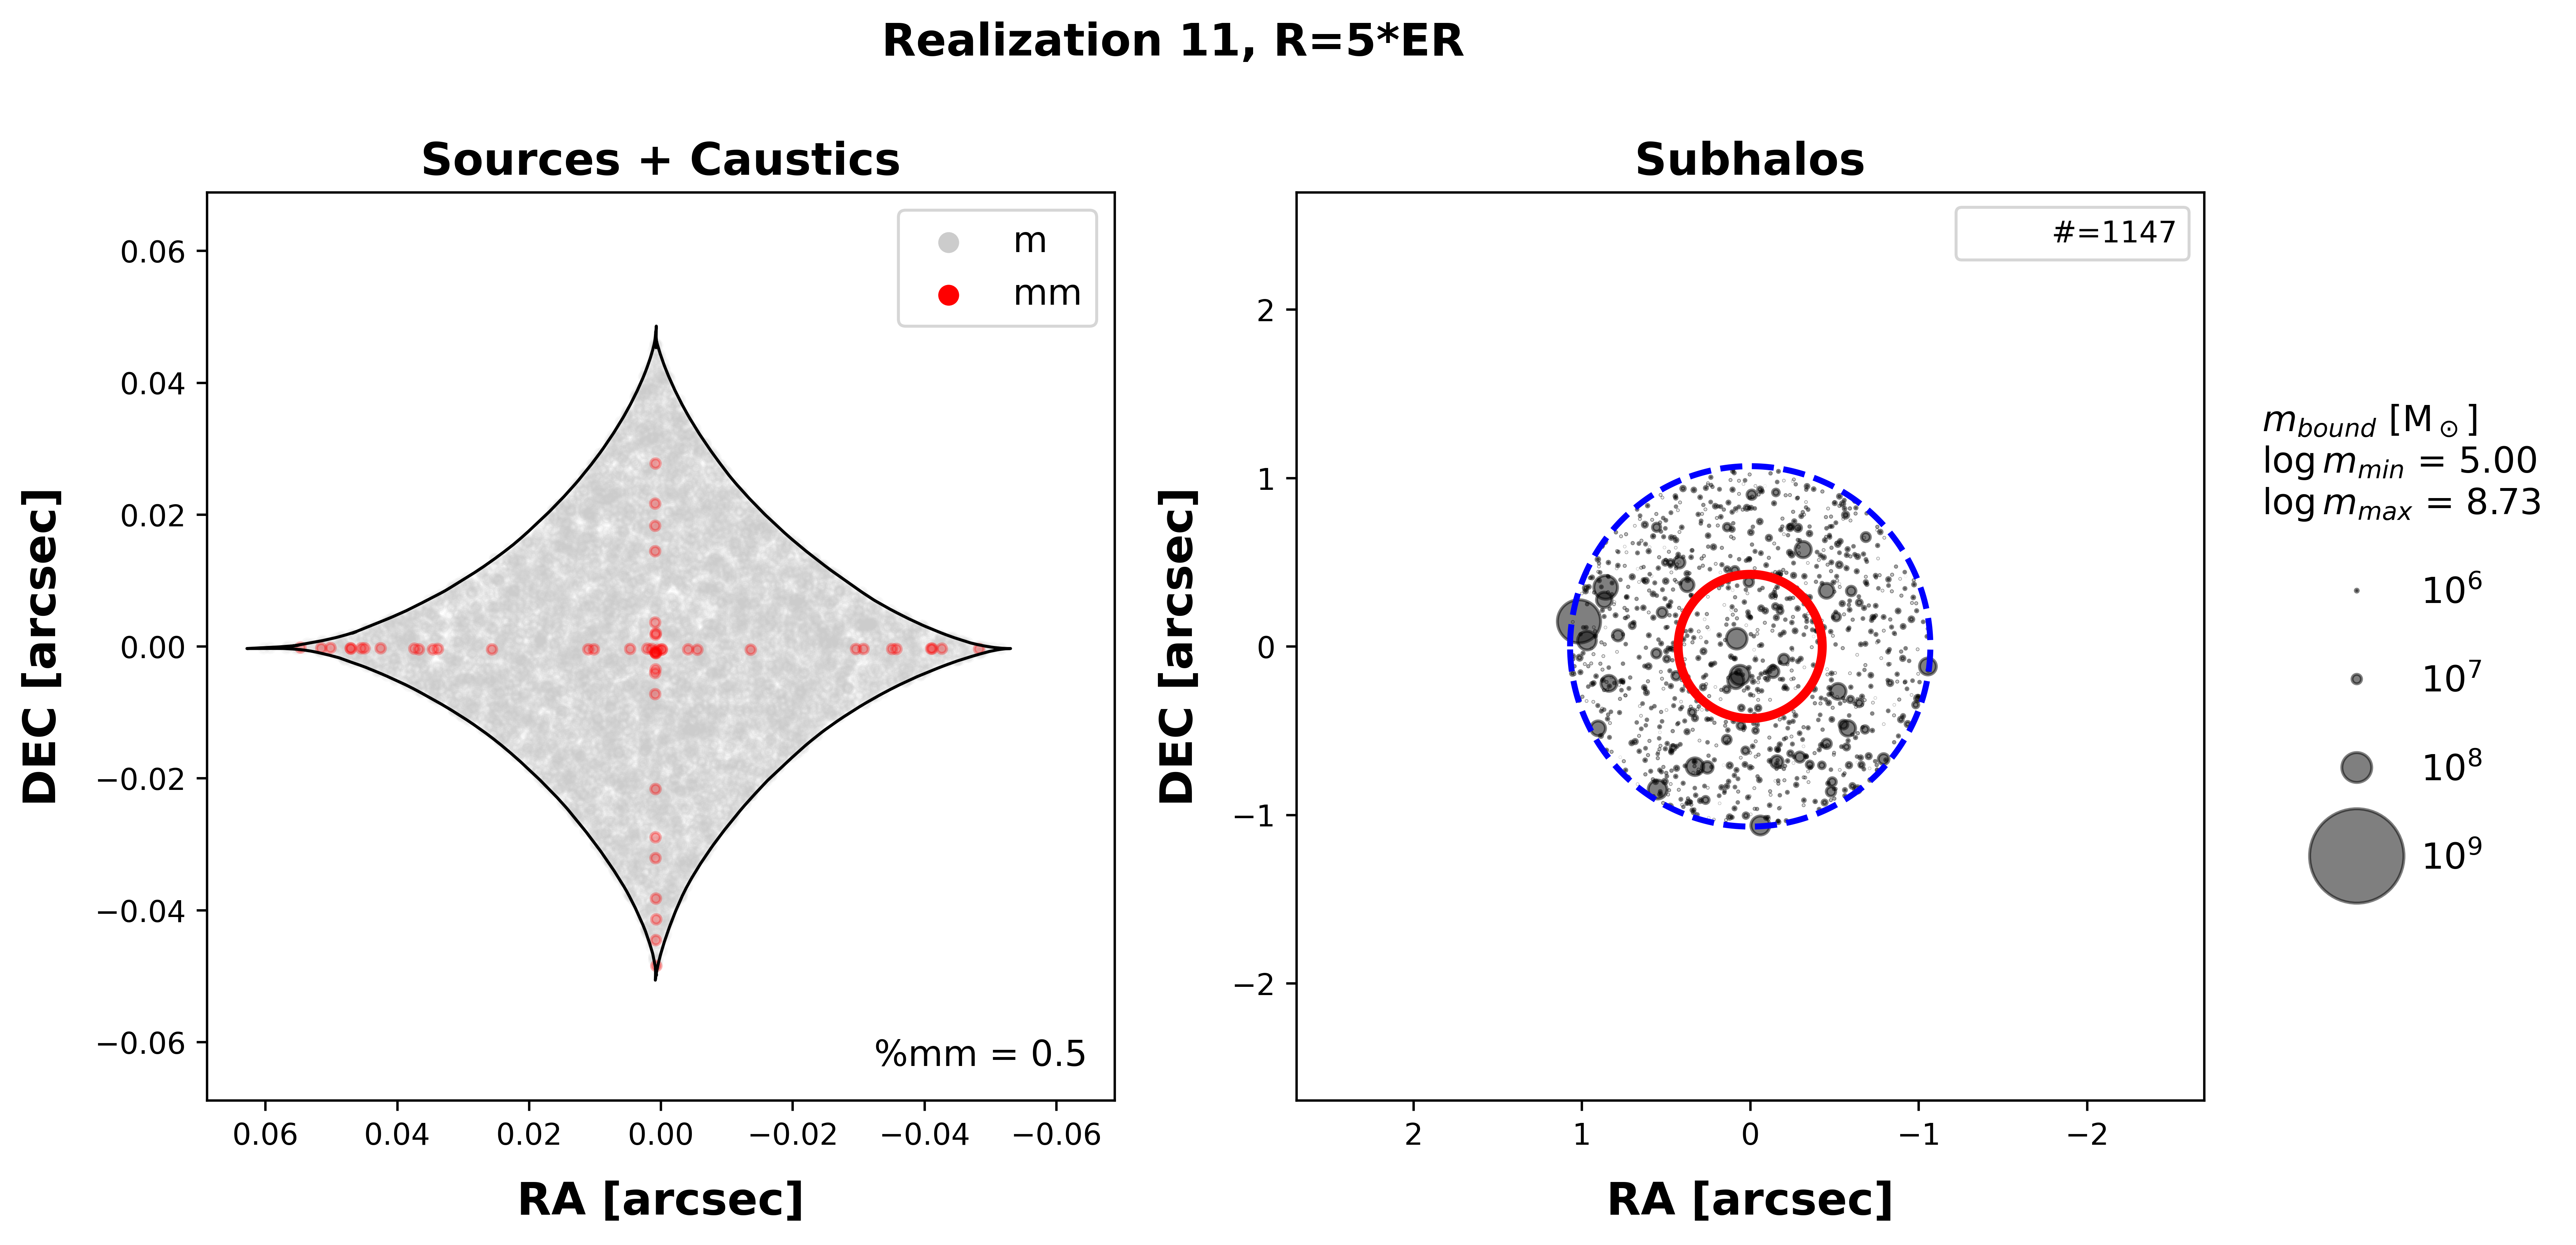 Realization 11, R=5*ER
Sources + Caustics
m
mm
0.06
0.04
0.02
0.00
−0.02
−0.04
−0.06
DEC [arcsec]
%mm = 0.5
0.06
0.04
0.02
0.00
−0.02
−0.04
−0.06
RA [arcsec]
Subhalos
#=1147
2
1
0
−1
−2
DEC [arcsec]
2
1
0
−1
−2
RA [arcsec]
m_bound [M_⊙]
log m_min = 5.00
log m_max = 8.73
10^6
10^7
10^8
10^9